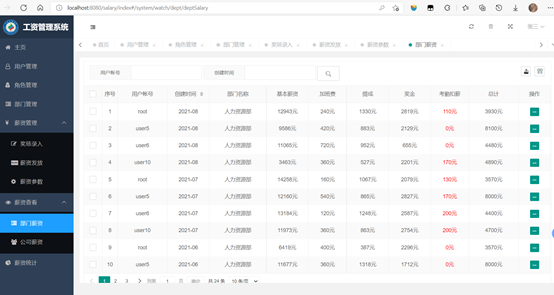 localhost:8080/salary/index#/system/watch/dept/deptSalary
工资管理系统
首页 用户管理 角色管理 部门管理 奖惩录入 薪资发放 薪资参数 部门薪资
主页
用户管理
角色管理
部门管理
薪资管理
奖惩录入
薪资发放
薪资参数
薪资查看
部门薪资
公司薪资
薪资统计
用户帐号 创建时间
序号 用户帐号 创建时间 部门名称 基本薪资 加班费 提成 奖金 考勤扣薪 总计 操作
1 root 2021-08 人力资源部 12943元 240元 1330元 2819元 110元 3930元
2 user5 2021-08 人力资源部 9586元 420元 883元 2129元 0元 8100元
3 user6 2021-08 人力资源部 11065元 720元 952元 655元 0元 4480元
4 user10 2021-08 人力资源部 3463元 360元 527元 2201元 170元 4890元
5 root 2021-07 人力资源部 14258元 160元 1067元 2079元 130元 3570元
6 user5 2021-07 人力资源部 12160元 540元 865元 2827元 170元 8000元
7 user6 2021-07 人力资源部 13184元 120元 1248元 2587元 200元 4400元
8 user10 2021-07 人力资源部 11973元 360元 863元 2754元 200元 4700元
9 root 2021-06 人力资源部 6419元 400元 387元 2296元 0元 3570元
10 user5 2021-06 人力资源部 11677元 360元 1318元 1712元 0元 8000元
1 2 3 到第 1 页 确定 共 24 条 10 条/页